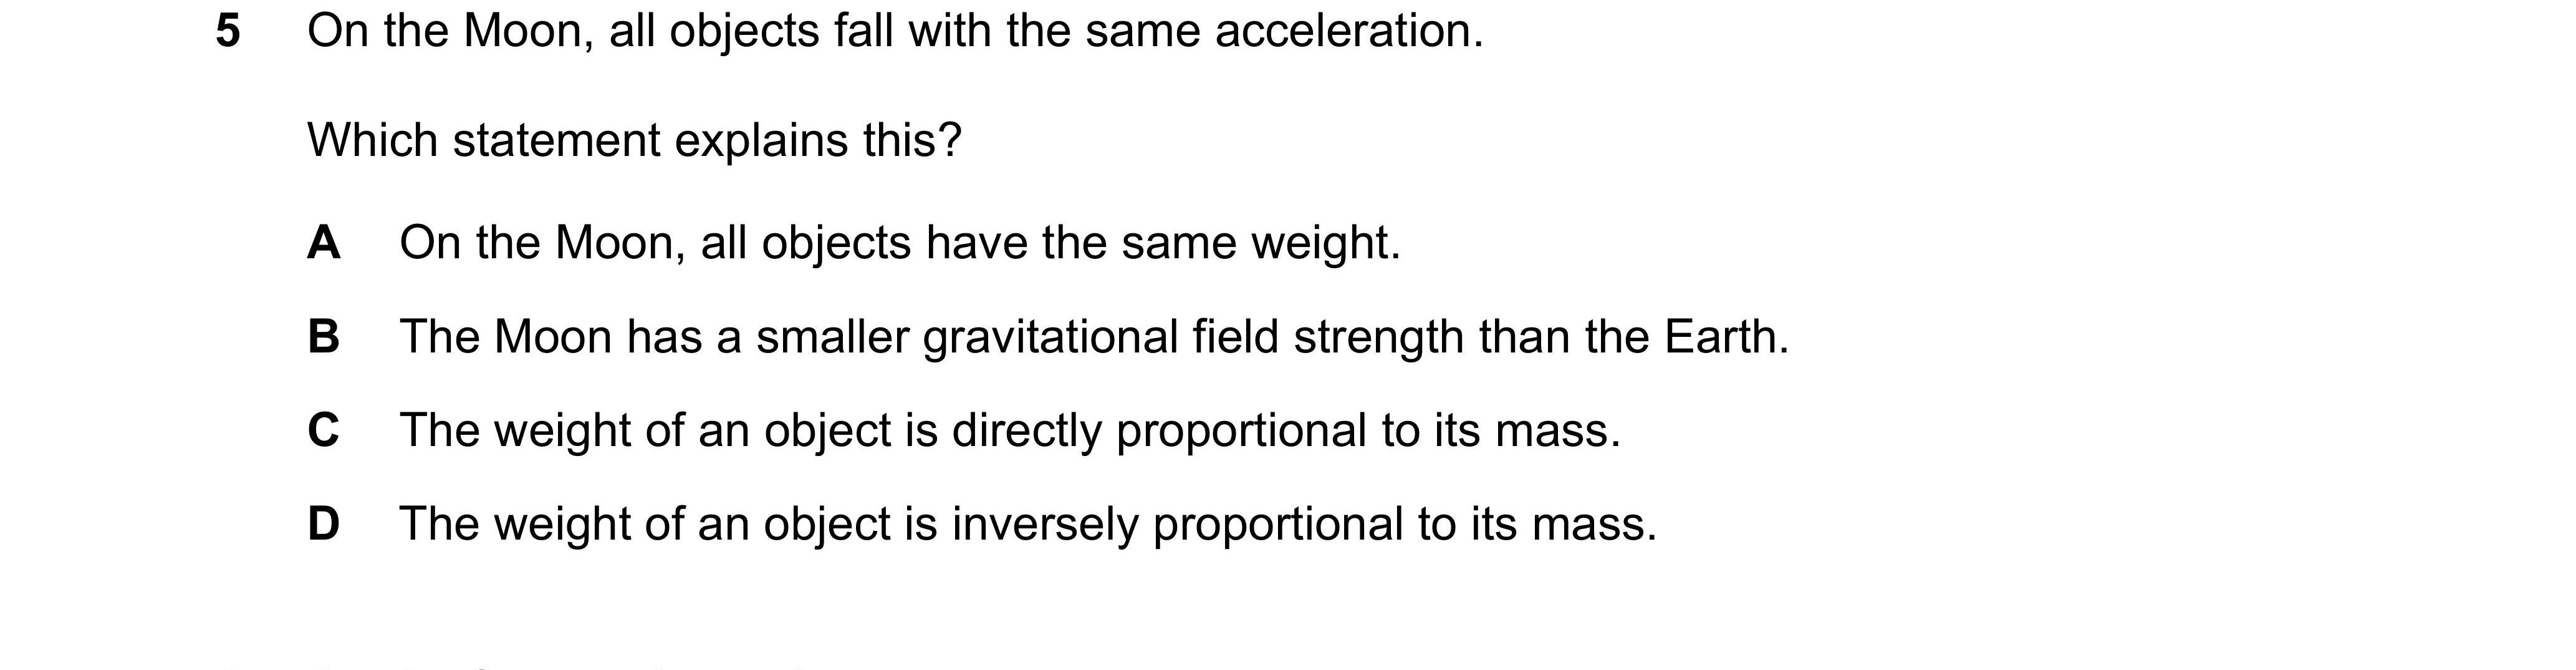 5 On the Moon, all objects fall with the same acceleration.
Which statement explains this?
A On the Moon, all objects have the same weight.
B The Moon has a smaller gravitational field strength than the Earth.
C The weight of an object is directly proportional to its mass.
D The weight of an object is inversely proportional to its mass.